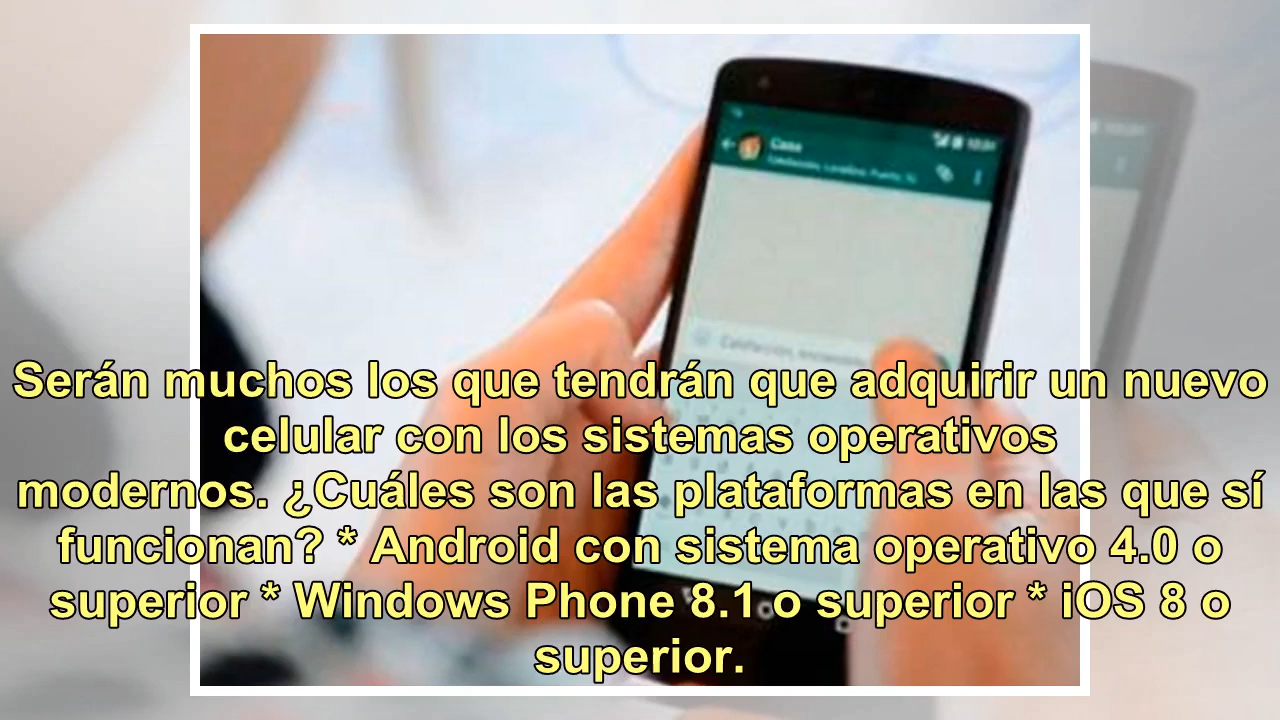 Casa
Serán muchos los que tendrán que adquirir un nuevo
celular con los sistemas operativos
modernos. ¿Cuáles son las plataformas en las que sí
funcionan? * Android con sistema operativo 4.0 o
superior * Windows Phone 8.1 o superior * iOS 8 o
superior.